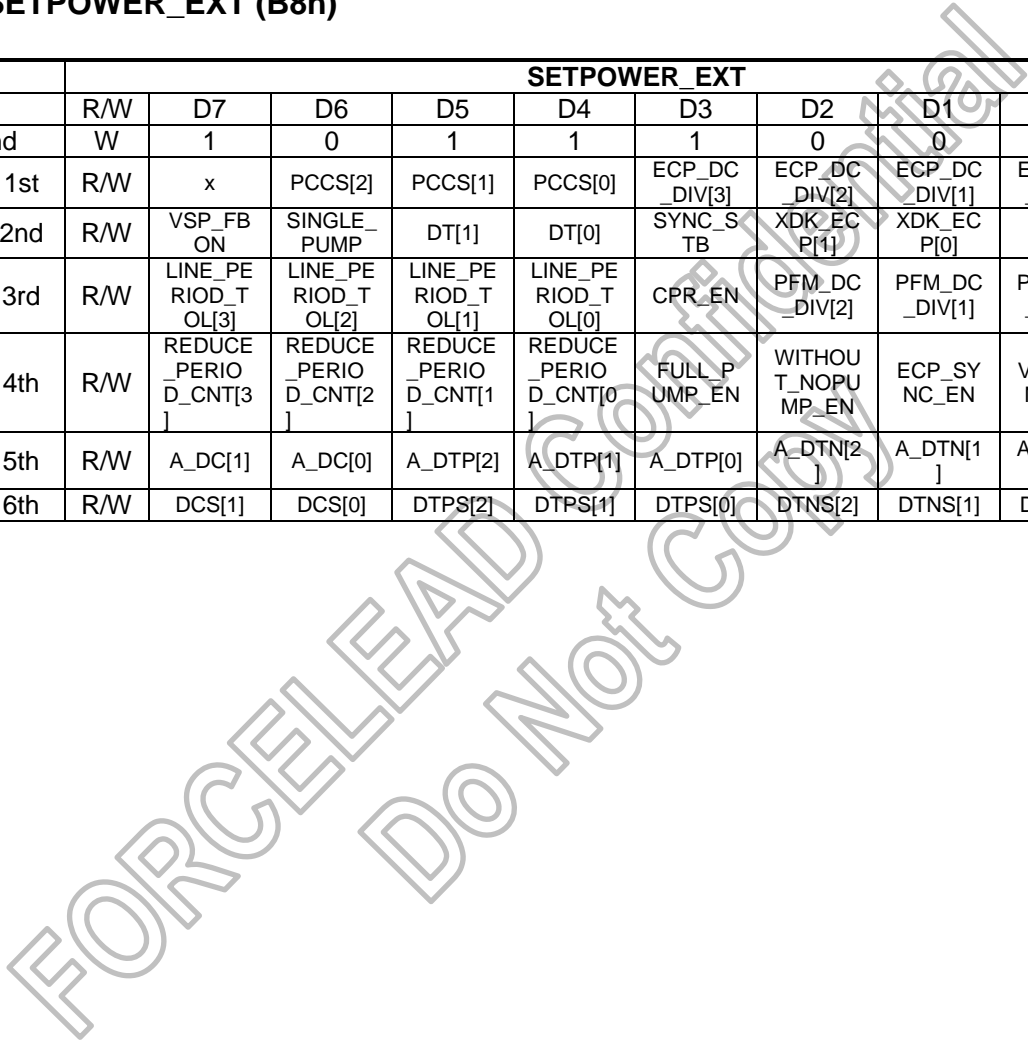 SETPOWER_EXT (B8h)
SETPOWER_EXT
R/W D7 D6 D5 D4 D3 D2 D1
W 1 0 1 1 1 0 0
1st R/W x PCCS[2] PCCS[1] PCCS[0] ECP_DC_DIV[3] ECP_DC_DIV[2] ECP_DC_DIV[1]
2nd R/W VSP_FBON SINGLE_PUMP DT[1] DT[0] SYNC_STB XDK_ECP[1] XDK_ECP[0]
3rd R/W LINE_PERIOD_TOL[3] LINE_PERIOD_TOL[2] LINE_PERIOD_TOL[1] LINE_PERIOD_TOL[0] CPR_EN PFM_DC_DIV[2] PFM_DC_DIV[1]
4th R/W REDUCE_PERIOD_CNT[3] REDUCE_PERIOD_CNT[2] REDUCE_PERIOD_CNT[1] REDUCE_PERIOD_CNT[0] FULL_PUMP_EN WITHOUT_NOPUMP_EN ECP_SYNC_EN
5th R/W A_DC[1] A_DC[0] A_DTP[2] A_DTP[1] A_DTP[0] A_DTN[2] A_DTN[1]
6th R/W DCS[1] DCS[0] DTPS[2] DTPS[1] DTPS[0] DTNS[2] DTNS[1]
FORCELEAD Confidential
Do Not Copy